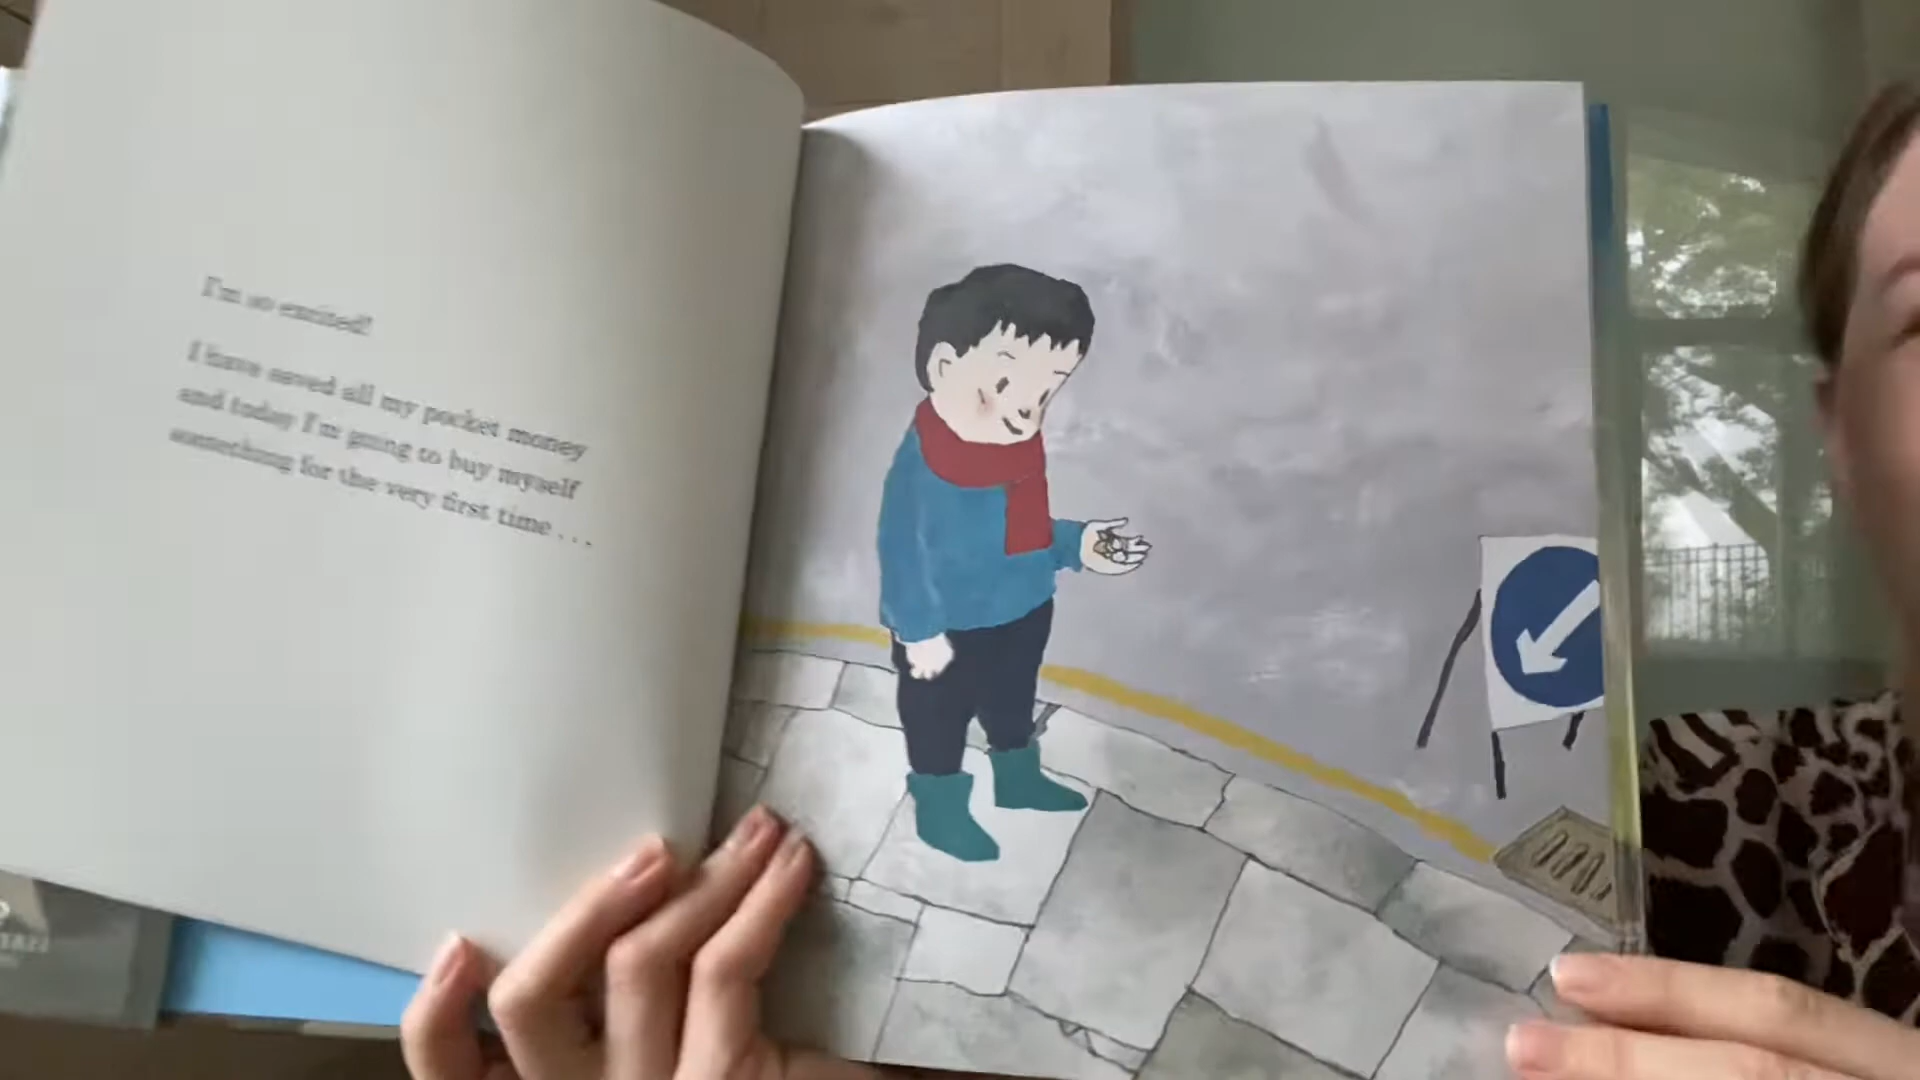 I'm so excited!
I have saved all my pocket money
and today I'm going to buy myself
something for the very first time . . .